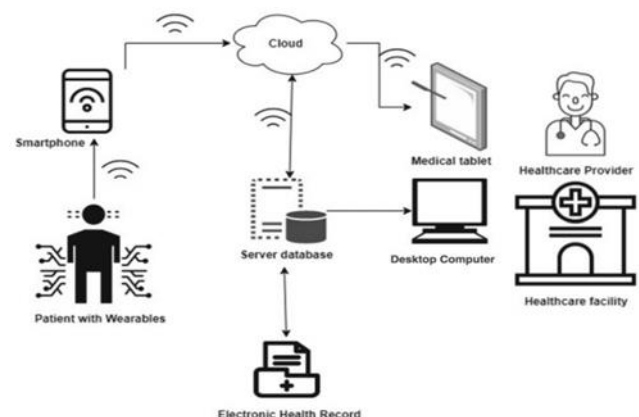 Cloud
Smartphone
Medical tablet
Healthcare Provider
Server database
Desktop Computer
Healthcare facility
Patient with Wearables
Electronic Health Record